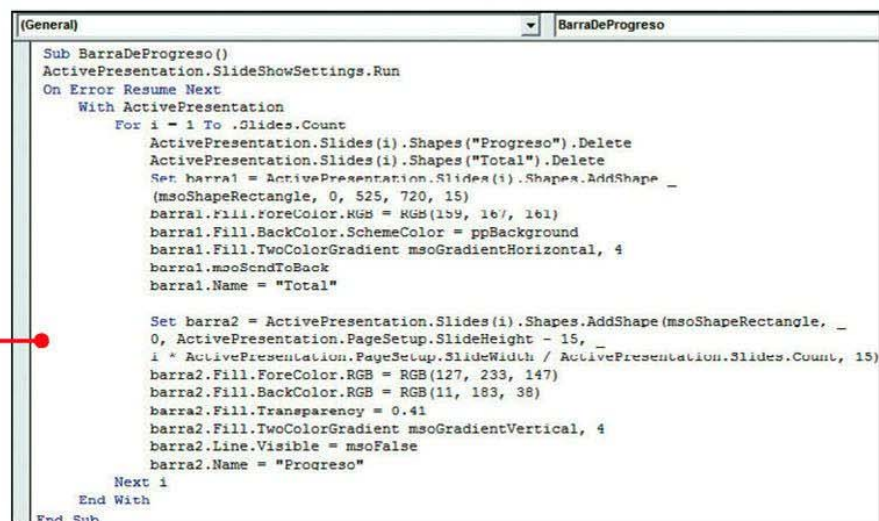 (General) BarraDeProgreso
Sub BarraDeProgreso()
ActivePresentation.SlideShowSettings.Run
On Error Resume Next
With ActivePresentation
For i = 1 To .Slides.Count
ActivePresentation.Slides(i).Shapes("Progreso").Delete
ActivePresentation.Slides(i).Shapes("Total").Delete
Set barra1 = ActivePresentation.Slides(i).Shapes.AddShape _
(msoShapeRectangle, 0, 525, 720, 15)
barra1.Fill.ForeColor.RGB = RGB(159, 167, 161)
barra1.Fill.BackColor.SchemeColor = ppBackground
barra1.Fill.TwoColorGradient msoGradientHorizontal, 4
barra1.msoSendToBack
barra1.Name = "Total"
Set barra2 = ActivePresentation.Slides(i).Shapes.AddShape(msoShapeRectangle, _
0, ActivePresentation.PageSetup.SlideHeight - 15, _
i * ActivePresentation.PageSetup.SlideWidth / ActivePresentation.Slides.Count, 15)
barra2.Fill.ForeColor.RGB = RGB(127, 233, 147)
barra2.Fill.BackColor.RGB = RGB(11, 183, 38)
barra2.Fill.Transparency = 0.41
barra2.Fill.TwoColorGradient msoGradientVertical, 4
barra2.Line.Visible = msoFalse
barra2.Name = "Progreso"
Next i
End With
End Sub